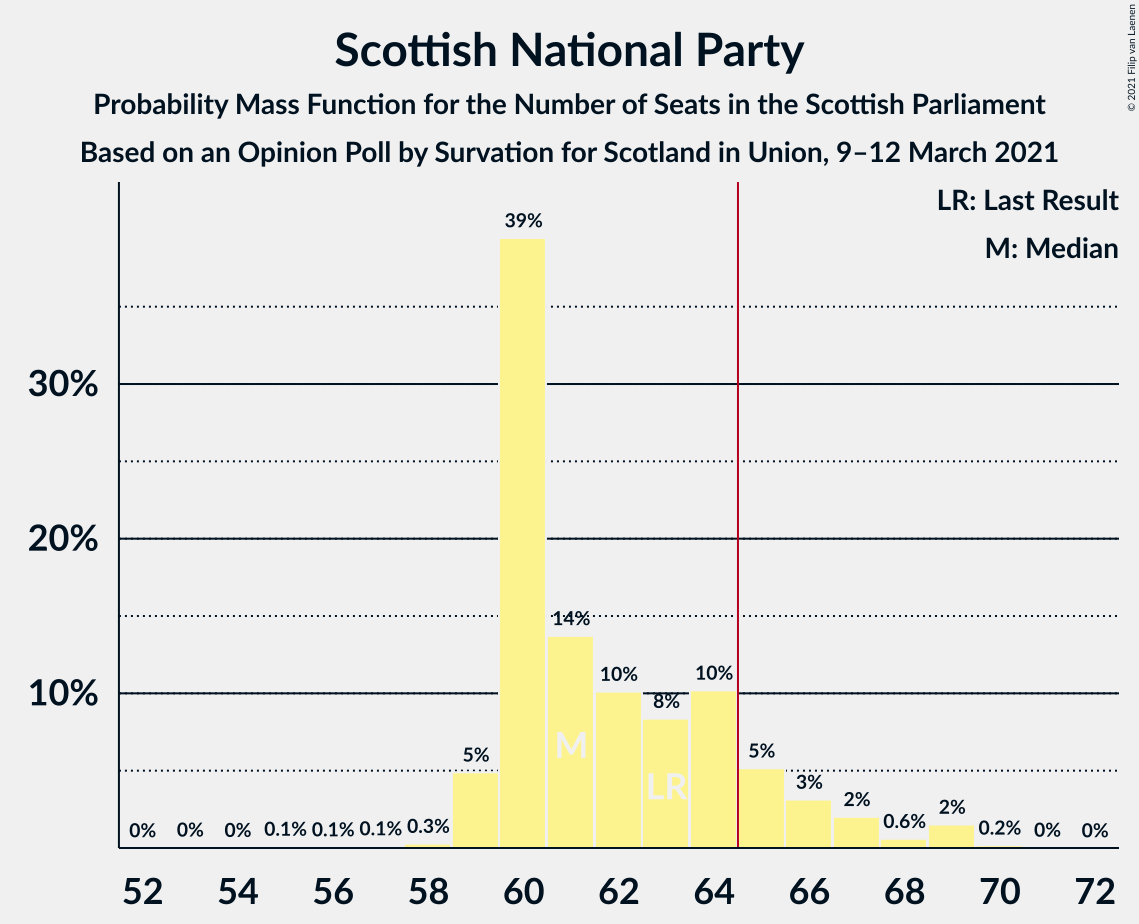 Scottish National Party
Probability Mass Function for the Number of Seats in the Scottish Parliament
Based on an Opinion Poll by Survation for Scotland in Union, 9–12 March 2021
© 2021 Filip van Laenen
LR: Last Result
M: Median
39%
30%
20%
14%
10%
10%
10%
8%
M
LR
5%
5%
3%
2%
2%
0% 0% 0% 0.1% 0.1% 0.1% 0.3% 0.6% 0.2% 0% 0%
52 54 56 58 60 62 64 66 68 70 72